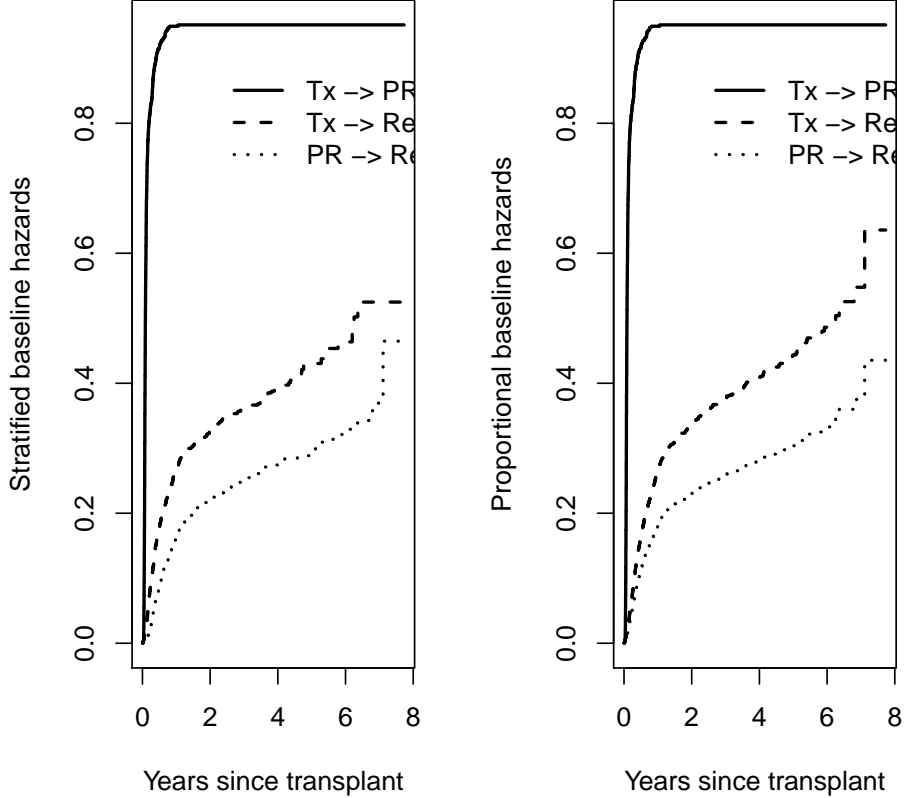 Stratified baseline hazards
0.0
0.2
0.4
0.6
0.8
Tx −> PR
Tx −> Re
PR −> Re
0
2
4
6
8
Years since transplant
Proportional baseline hazards
0.0
0.2
0.4
0.6
0.8
Tx −> PR
Tx −> Re
PR −> Re
0
2
4
6
8
Years since transplant